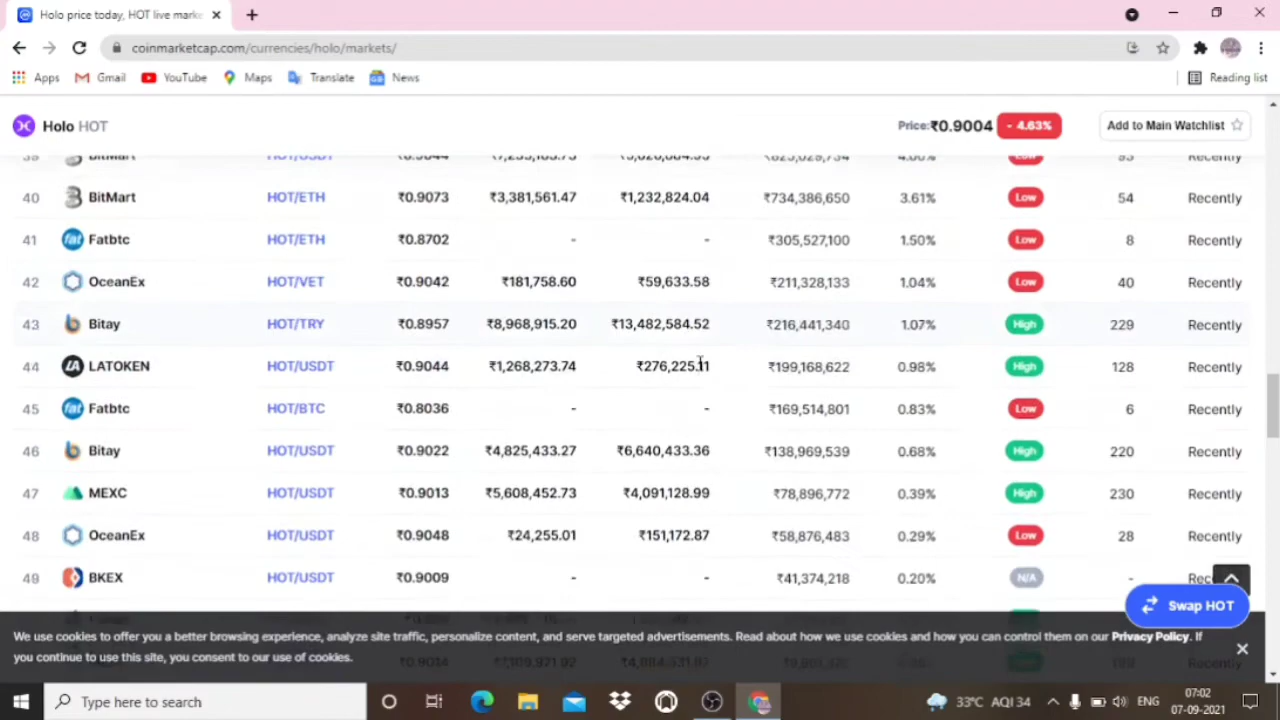 Holo price today, HOT live marke
coinmarketcap.com/currencies/holo/markets/
Apps Gmail YouTube Maps Translate News Reading list
Holo HOT Price:₹0.9004 - 4.63% Add to Main Watchlist
39 BitMart HOT/USDT Low 93 Recently
40 BitMart HOT/ETH ₹0.9073 ₹3,381,561.47 ₹1,232,824.04 ₹734,386,650 3.61% Low 54 Recently
41 fat Fatbtc HOT/ETH ₹0.8702 - - ₹305,527,100 1.50% Low 8 Recently
42 OceanEx HOT/VET ₹0.9042 ₹181,758.60 ₹59,633.58 ₹211,328,133 1.04% Low 40 Recently
43 Bitay HOT/TRY ₹0.8957 ₹8,968,915.20 ₹13,482,584.52 ₹216,441,340 1.07% High 229 Recently
44 LA LATOKEN HOT/USDT ₹0.9044 ₹1,268,273.74 ₹276,225.11 ₹199,168,622 0.98% High 128 Recently
45 fat Fatbtc HOT/BTC ₹0.8036 - - ₹169,514,801 0.83% Low 6 Recently
46 Bitay HOT/USDT ₹0.9022 ₹4,825,433.27 ₹6,640,433.36 ₹138,969,539 0.68% High 220 Recently
47 MEXC HOT/USDT ₹0.9013 ₹5,608,452.73 ₹4,091,128.99 ₹78,896,772 0.39% High 230 Recently
48 OceanEx HOT/USDT ₹0.9048 ₹24,255.01 ₹151,172.87 ₹58,876,483 0.29% Low 28 Recently
49 BKEX HOT/USDT ₹0.9009 - - ₹41,374,218 0.20% N/A - Rec
Swap HOT
We use cookies to offer you a better browsing experience, analyze site traffic, personalize content, and serve targeted advertisements. Read about how we use cookies and how you can control them on our Privacy Policy. If
you continue to use this site, you consent to our use of cookies.
Type here to search 33°C AQI 34 ENG 07:02
07-09-2021